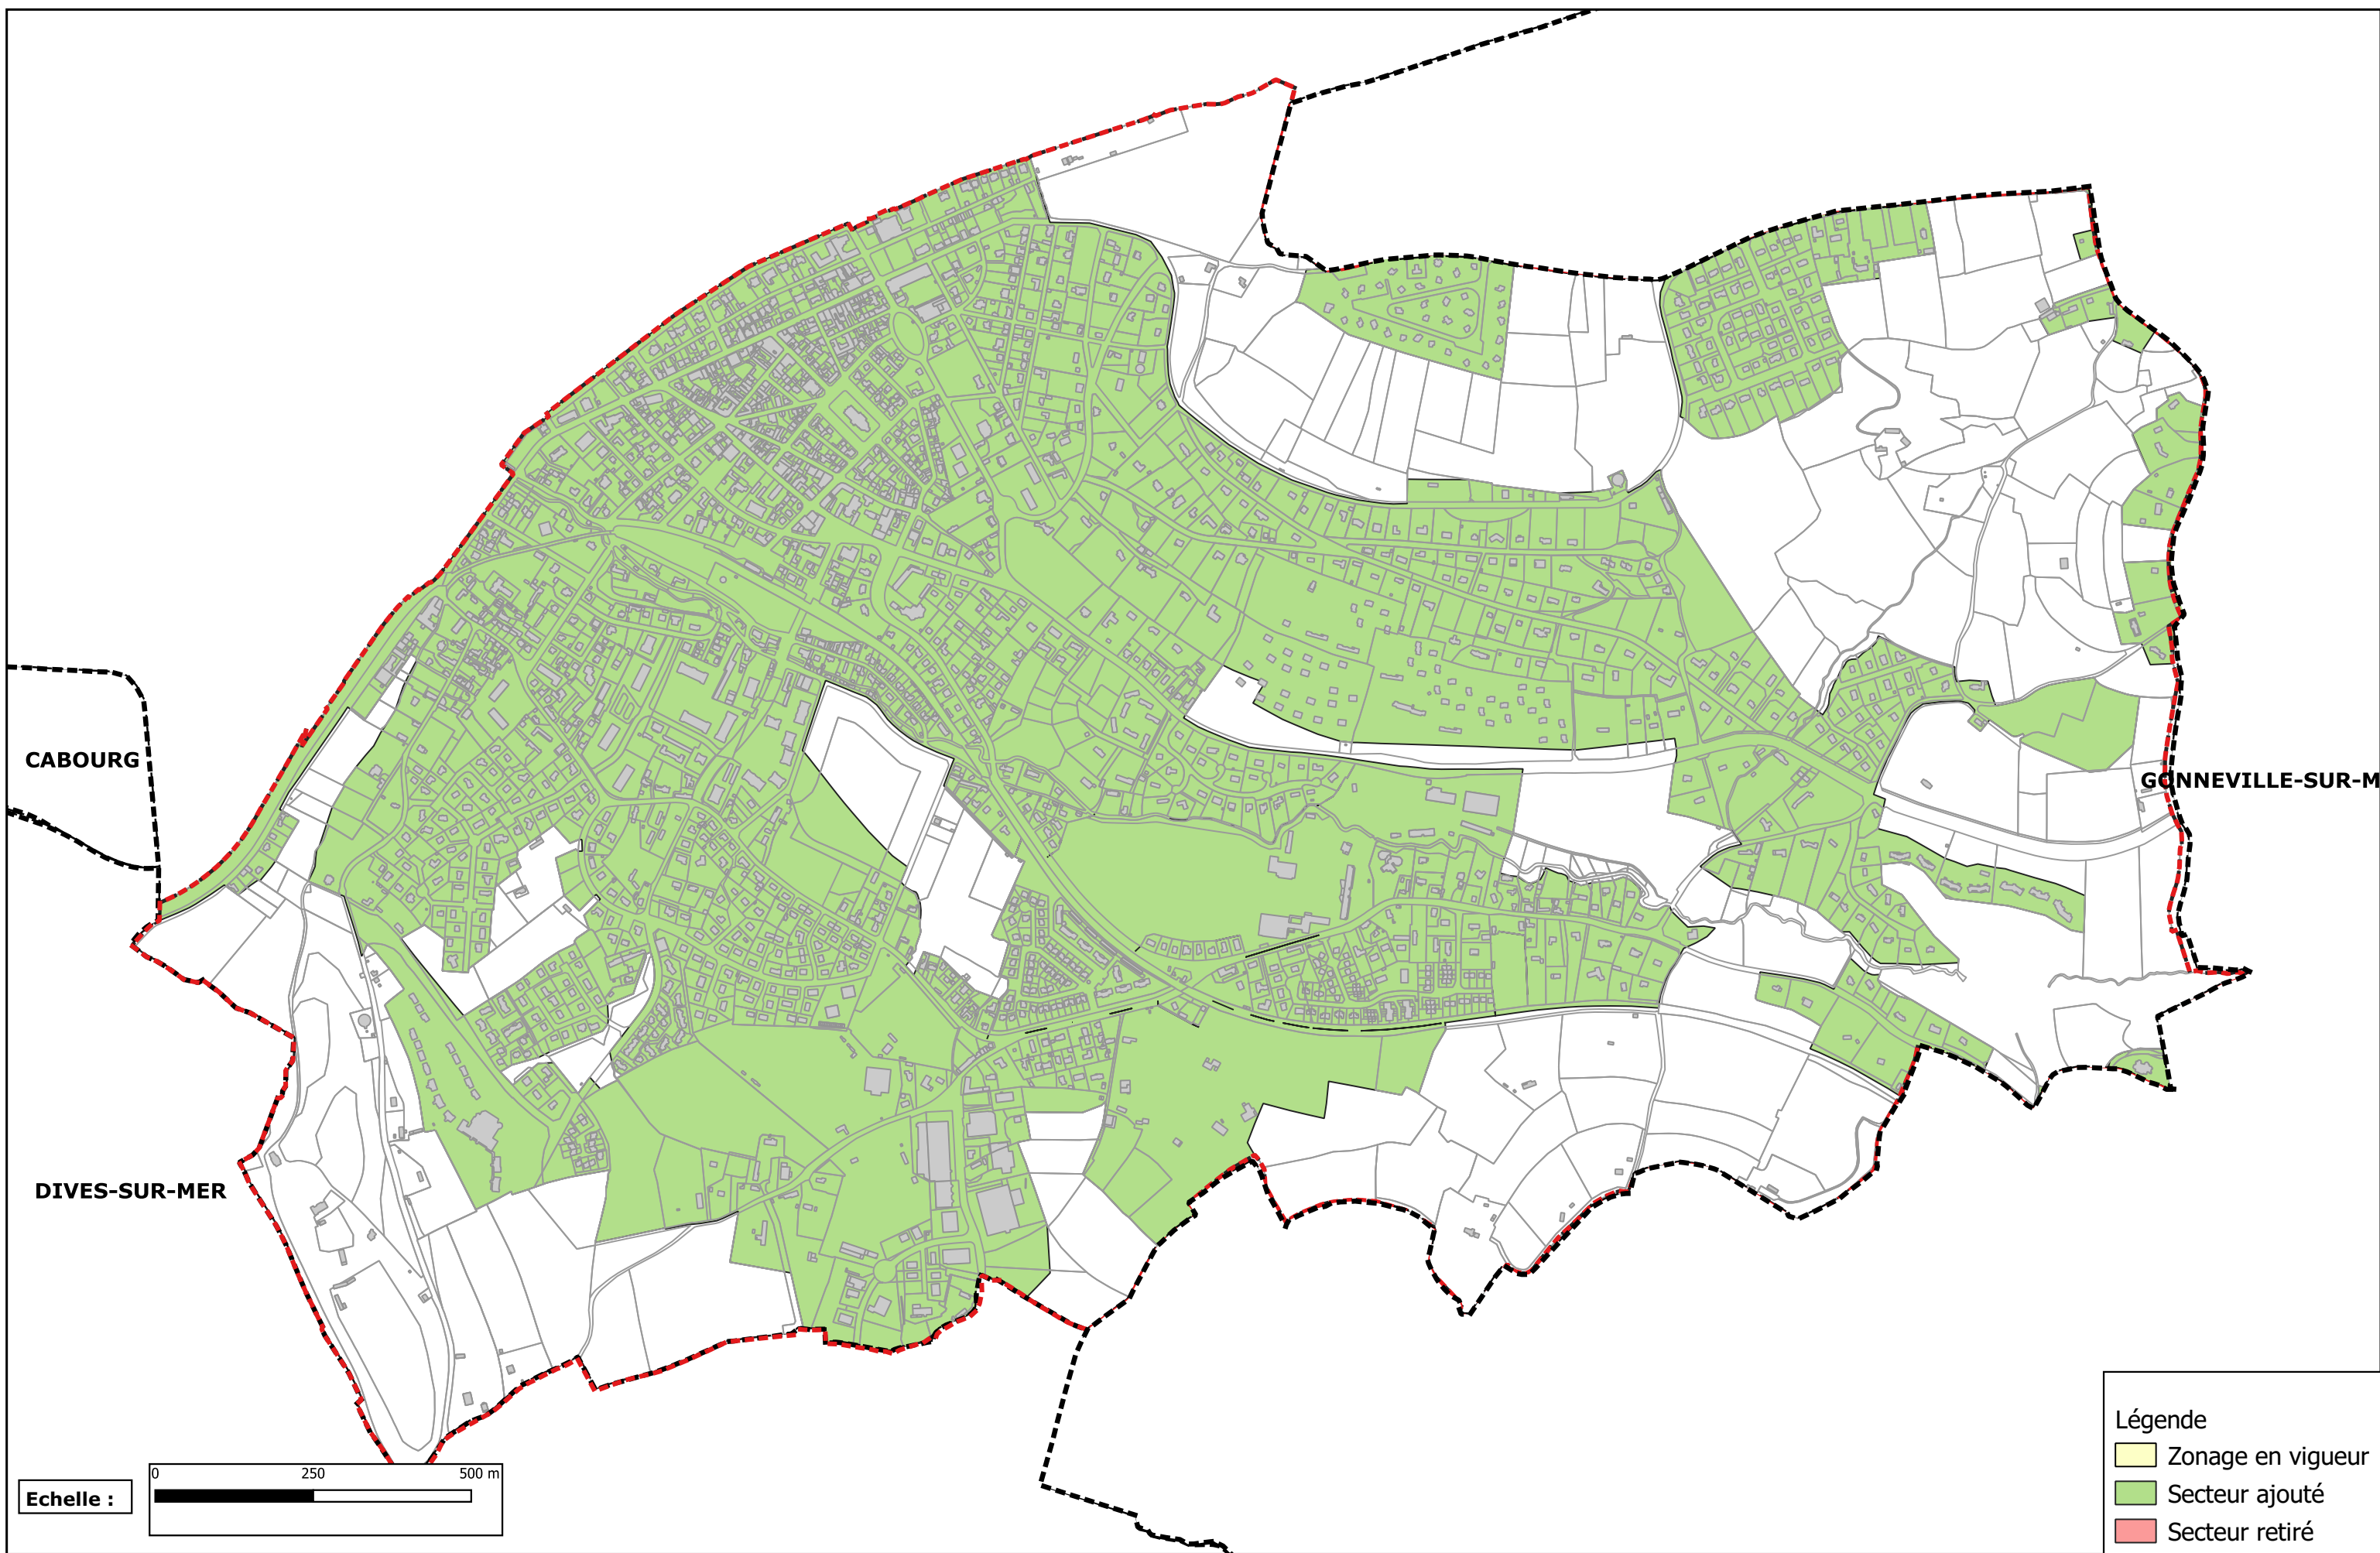 CABOURG
GONNEVILLE-SUR-M
DIVES-SUR-MER
Légende
Zonage en vigueur
Secteur ajouté
Secteur retiré
Echelle :
0 250 500 m